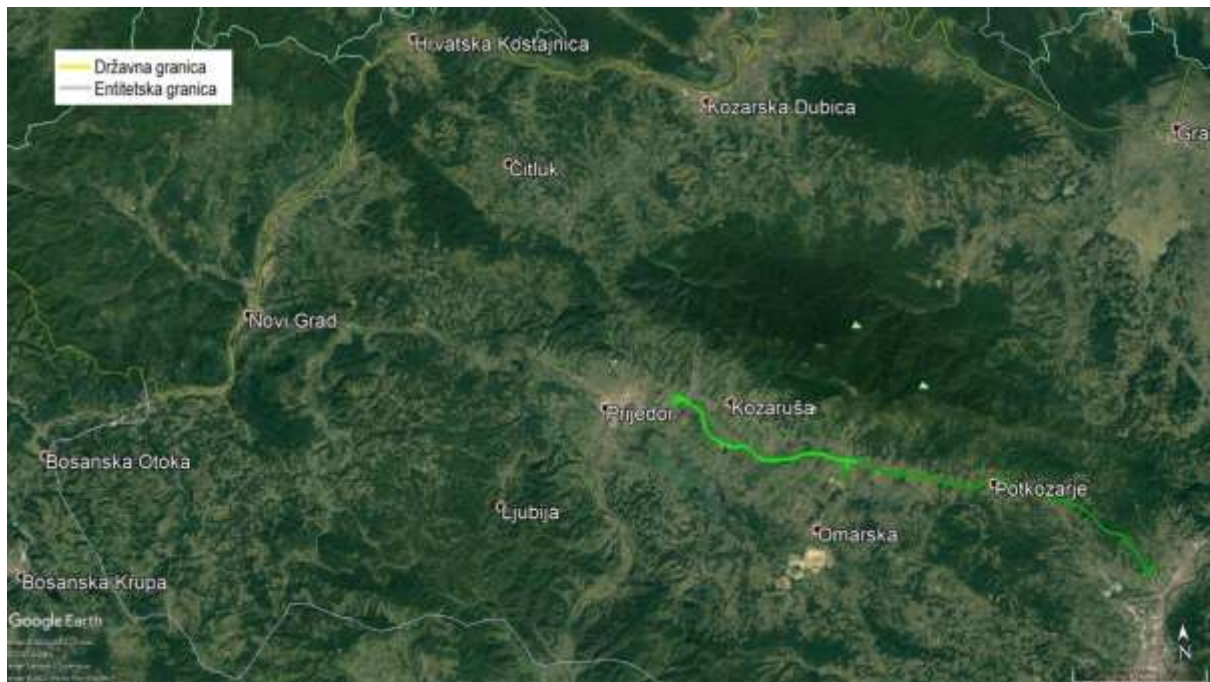 Državna granica
Entitetska granica
Hrvatska Kostajnica
Kozarska Dubica
Gra
Čitluk
Novi Grad
Kozaruša
Prijedor
Bosanska Otoka
Potkozarje
Ljubija
Omarska
Bosanska Krupa
Google Earth
N